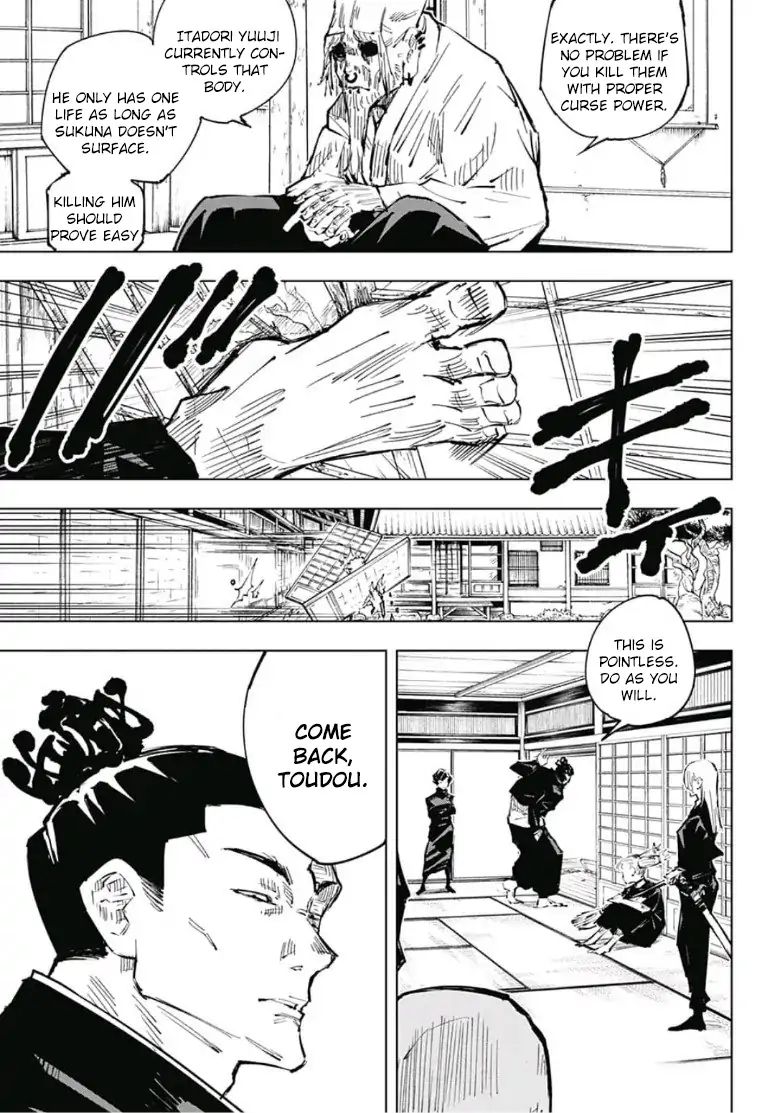 EXACTLY. THERE'S
NO PROBLEM IF
YOU KILL THEM
WITH PROPER
CURSE POWER.
ITADORI YUUJI
CURRENTLY CON-
TROLS THAT
BODY.
HE ONLY HAS ONE
LIFE AS LONG AS
SUKUNA DOESN'T
SURFACE.
KILLING HIM
SHOULD
PROVE EASY
THIS IS
POINTLESS.
DO AS YOU
WILL.
COME
BACK,
TOUDOU.